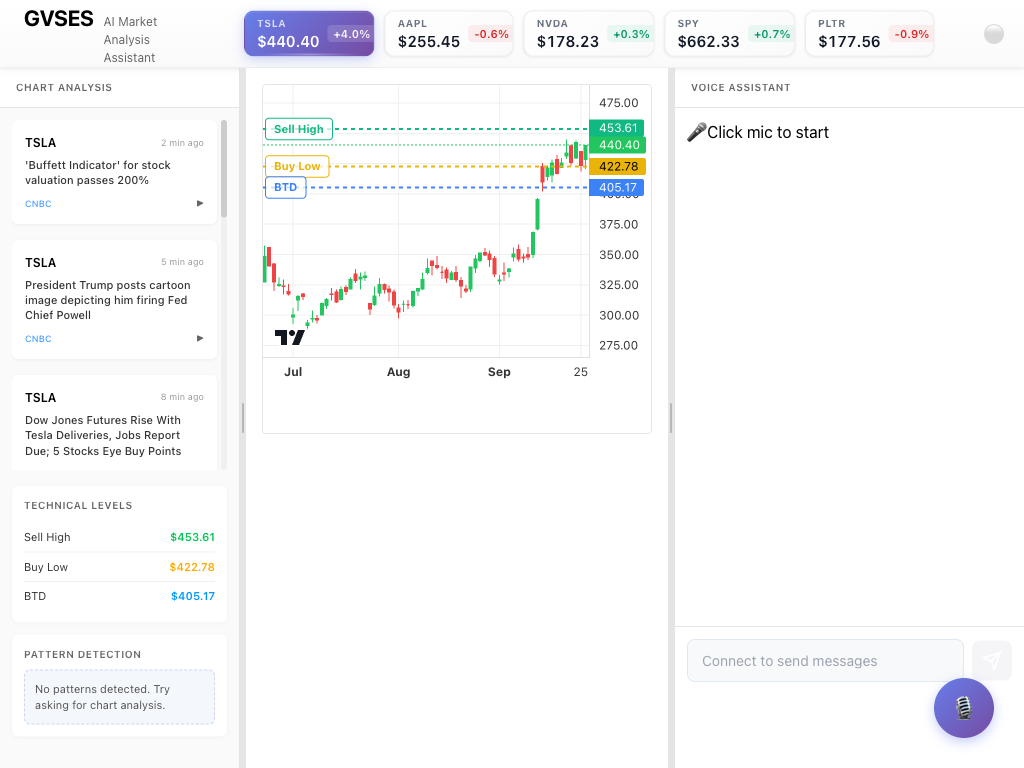 GVSES
AI Market
Analysis
Assistant
TSLA
$440.40 +4.0%
AAPL
$255.45 -0.6%
NVDA
$178.23 +0.3%
SPY
$662.33 +0.7%
PLTR
$177.56 -0.9%
CHART ANALYSIS
TSLA 2 min ago
'Buffett Indicator' for stock
valuation passes 200%
CNBC
TSLA 5 min ago
President Trump posts cartoon
image depicting him firing Fed
Chief Powell
CNBC
TSLA 8 min ago
Dow Jones Futures Rise With
Tesla Deliveries, Jobs Report
Due; 5 Stocks Eye Buy Points
TECHNICAL LEVELS
Sell High $453.61
Buy Low $422.78
BTD $405.17
PATTERN DETECTION
No patterns detected. Try
asking for chart analysis.
475.00
Sell High 453.61
440.40
Buy Low 422.78
BTD 405.17
375.00
350.00
325.00
300.00
275.00
Jul Aug Sep 25
VOICE ASSISTANT
🎤Click mic to start
Connect to send messages